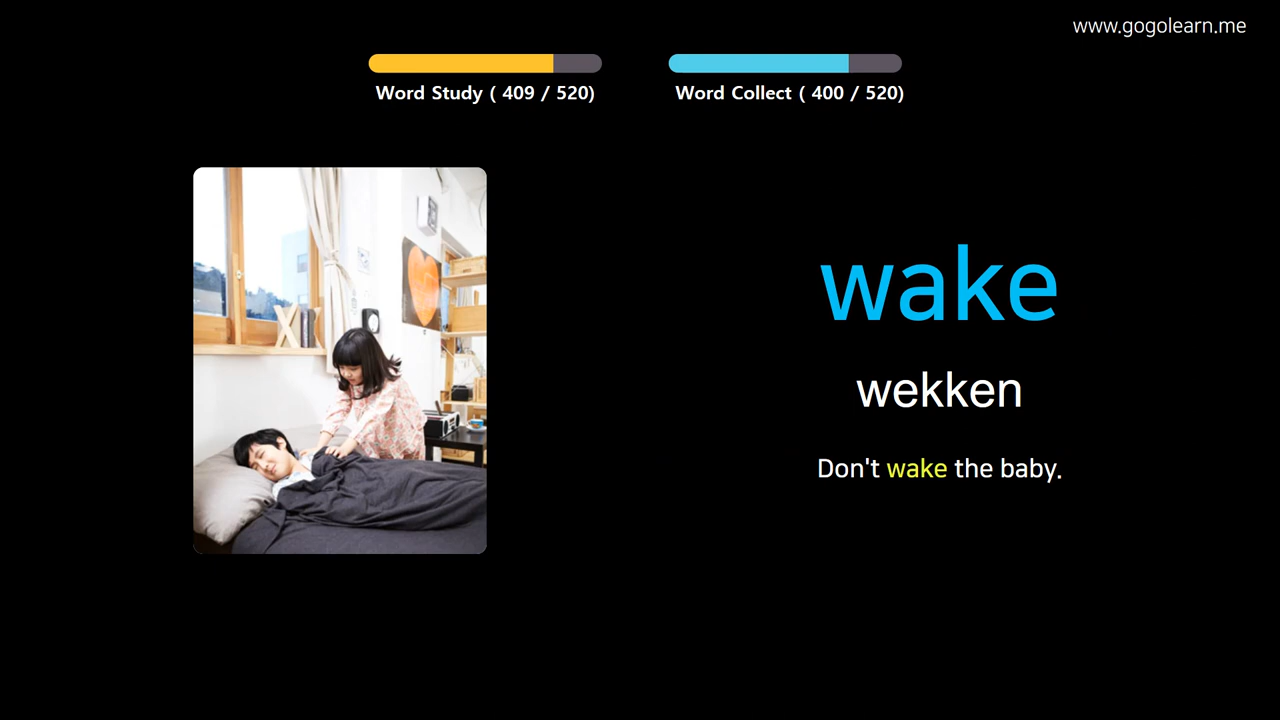 www.gogolearn.me
Word Study ( 409 / 520)
Word Collect ( 400 / 520)
wake
wekken
Don't wake the baby.